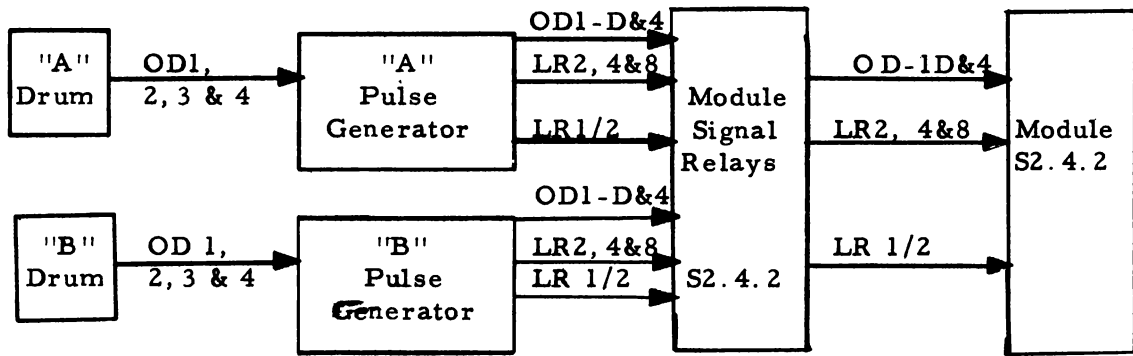 "A"
Drum
OD1,
2, 3 & 4
"A"
Pulse
Generator
OD1-D&4
LR2, 4&8
LR1/2
"B"
Drum
OD 1,
2, 3 & 4
"B"
Pulse
Generator
OD1-D&4
LR2, 4&8
LR 1/2
Module
Signal
Relays
S2.4.2
OD-1D&4
LR2, 4&8
LR 1/2
Module
S2.4.2